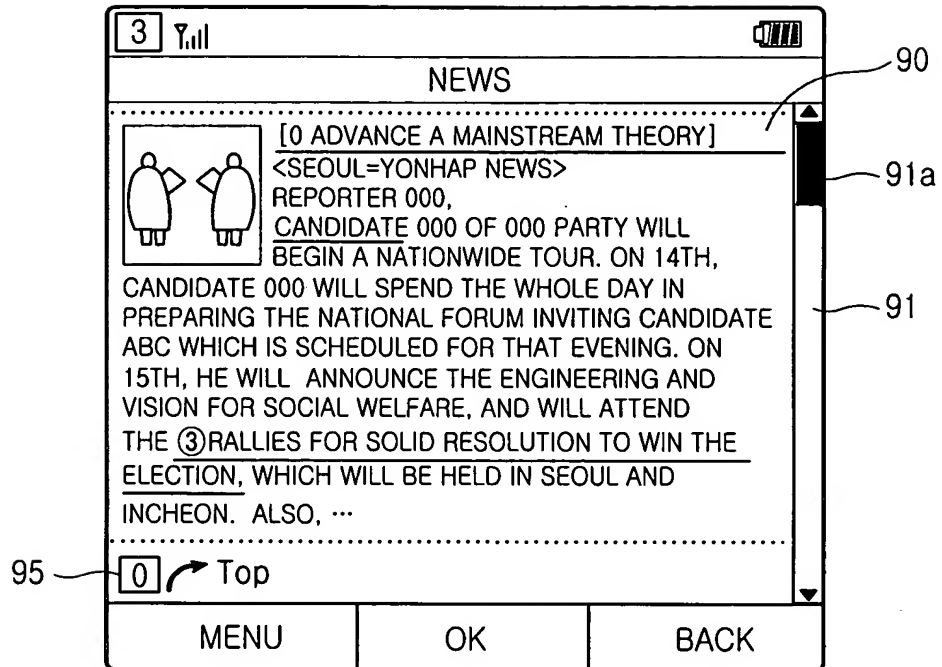 3
NEWS
90
[0 ADVANCE A MAINSTREAM THEORY]
<SEOUL=YONHAP NEWS>
91a
REPORTER 000,
CANDIDATE 000 OF 000 PARTY WILL
BEGIN A NATIONWIDE TOUR. ON 14TH,
CANDIDATE 000 WILL SPEND THE WHOLE DAY IN
91
PREPARING THE NATIONAL FORUM INVITING CANDIDATE
ABC WHICH IS SCHEDULED FOR THAT EVENING. ON
15TH, HE WILL ANNOUNCE THE ENGINEERING AND
VISION FOR SOCIAL WELFARE, AND WILL ATTEND
THE ③RALLIES FOR SOLID RESOLUTION TO WIN THE
ELECTION, WHICH WILL BE HELD IN SEOUL AND
INCHEON. ALSO, ···
95
0 Top
MENU OK BACK